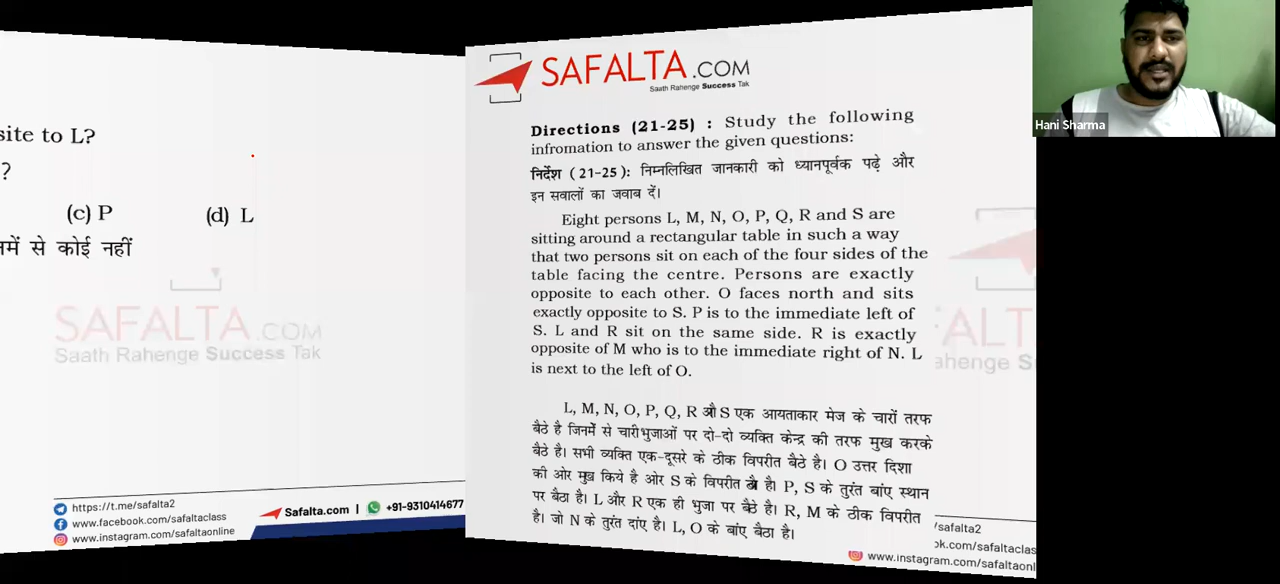 site to L?
?
(c) P (d) L
नमें से कोई नहीं
SAFALTA.COM
Saath Rahenge Success Tak
https://t.me/safalta2
www.facebook.com/safaltaclass
www.instagram.com/safaltaonline
Safalta.com | +91-9310414677
SAFALTA.COM
Saath Rahenge Success Tak
Directions (21-25) : Study the following
infromation to answer the given questions:
निर्देश (21-25): निम्नलिखित जानकारी को ध्यानपूर्वक पढ़े और
इन सवालों का जवाब दें।
Eight persons L, M, N, O, P, Q, R and S are
sitting around a rectangular table in such a way
that two persons sit on each of the four sides of the
table facing the centre. Persons are exactly
opposite to each other. O faces north and sits
exactly opposite to S. P is to the immediate left of
S. L and R sit on the same side. R is exactly
opposite of M who is to the immediate right of N. L
is next to the left of O.
L, M, N, O, P, Q, R और S एक आयताकार मेज के चारों तरफ
बैठे है जिनमें से चारी भुजाओं पर दो-दो व्यक्ति केन्द्र की तरफ मुख करके
बैठे है। सभी व्यक्ति एक-दूसरे के ठीक विपरीत बैठे है। O उत्तर दिशा
की ओर मुख किये है ओर S के विपरीत है। P, S के तुरंत बांए स्थान
पर बैठा है। L और R एक ही भुजा पर बैठे है। R, M के ठीक विपरीत
है। जो N के तुरंत दांए है। L, O के बांए बैठा है।
ALT
ahenge S
/safalta2
ok.com/safaltaclas
www.instagram.com/safaltaonl
Hani Sharma